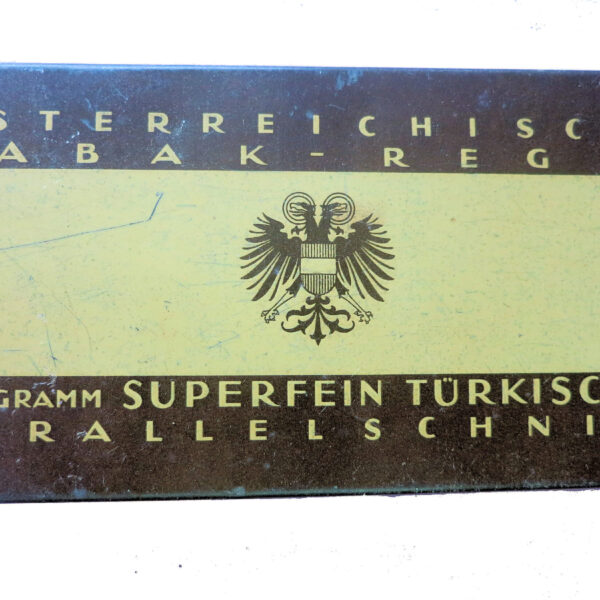 STERREICHISC
ABAK-REG
GRAMM SUPERFEIN TÜRKISC
RALLELSCHNI